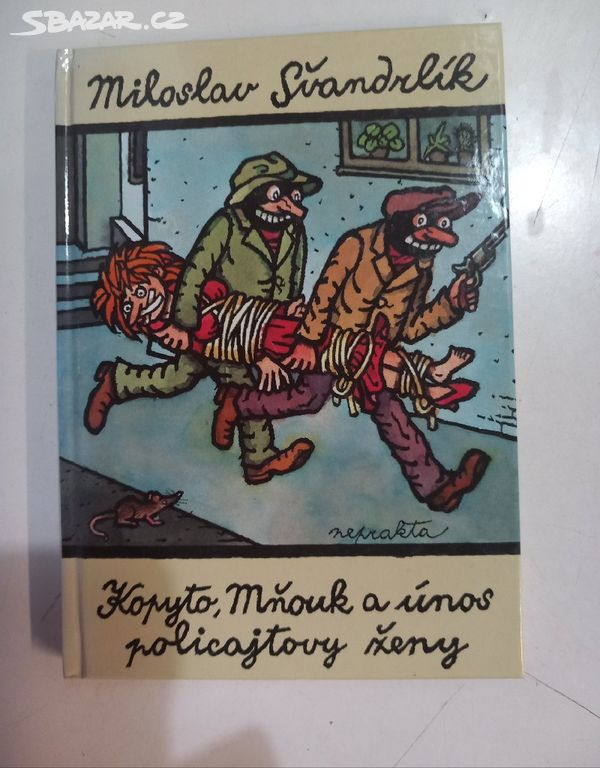 SBAZAR.CZ
Miloslav Švandrlík
neprakta
Kopyto, Mňouk a únos
policajtovy ženy